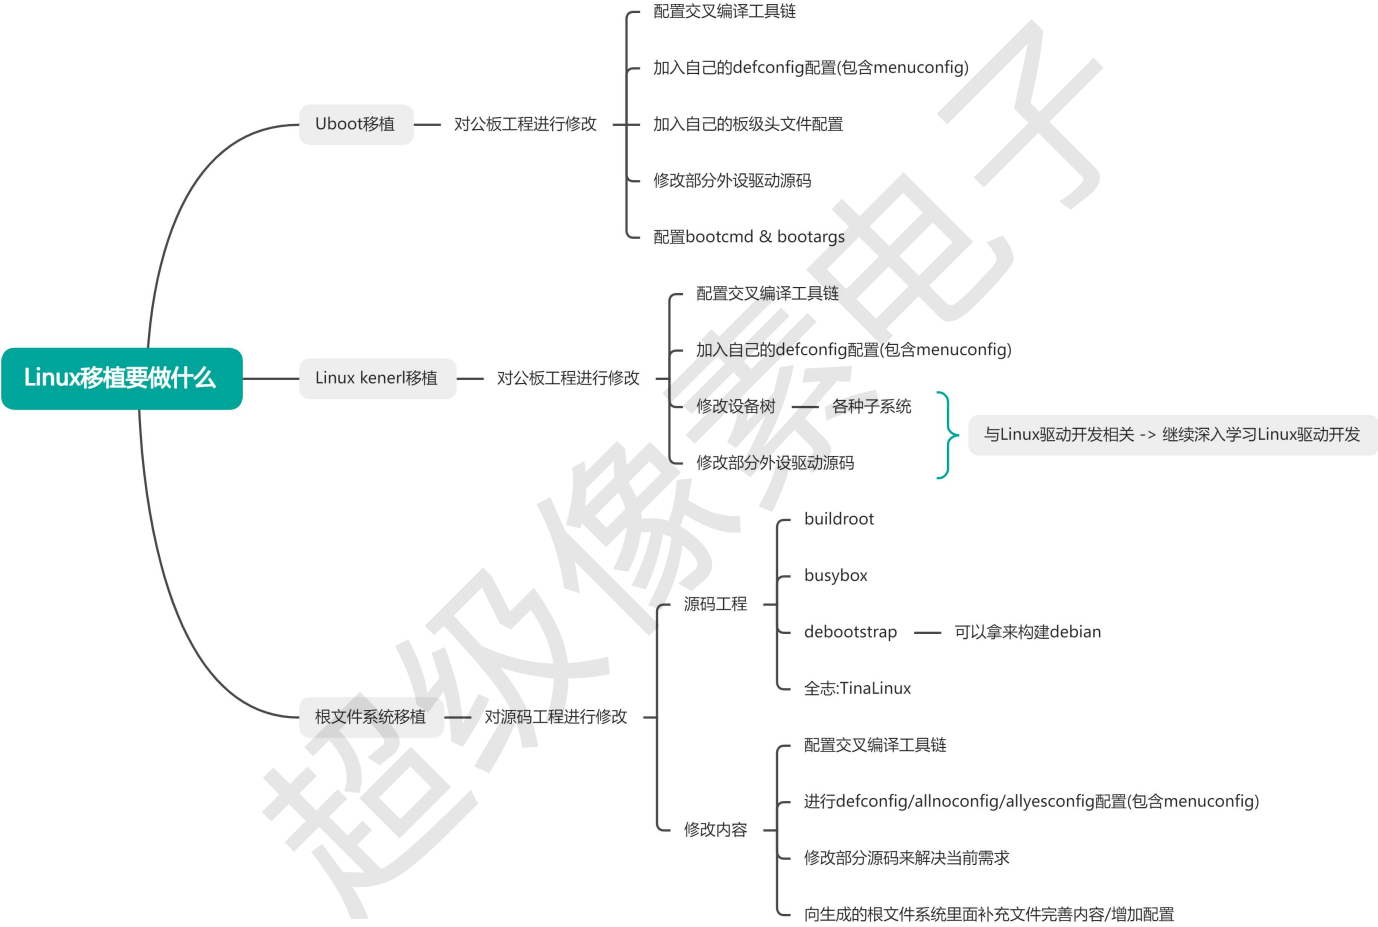 Linux移植要做什么
Uboot移植
对公板工程进行修改
配置交叉编译工具链
加入自己的defconfig配置(包含menuconfig)
加入自己的板级头文件配置
修改部分外设驱动源码
配置bootcmd & bootargs
Linux kenerl移植
对公板工程进行修改
配置交叉编译工具链
加入自己的defconfig配置(包含menuconfig)
修改设备树
各种子系统
修改部分外设驱动源码
与Linux驱动开发相关 -> 继续深入学习Linux驱动开发
根文件系统移植
对源码工程进行修改
源码工程
buildroot
busybox
debootstrap
可以拿来构建debian
全志:TinaLinux
修改内容
配置交叉编译工具链
进行defconfig/allnoconfig/allyesconfig配置(包含menuconfig)
修改部分源码来解决当前需求
向生成的根文件系统里面补充文件完善内容/增加配置
超级像素电子